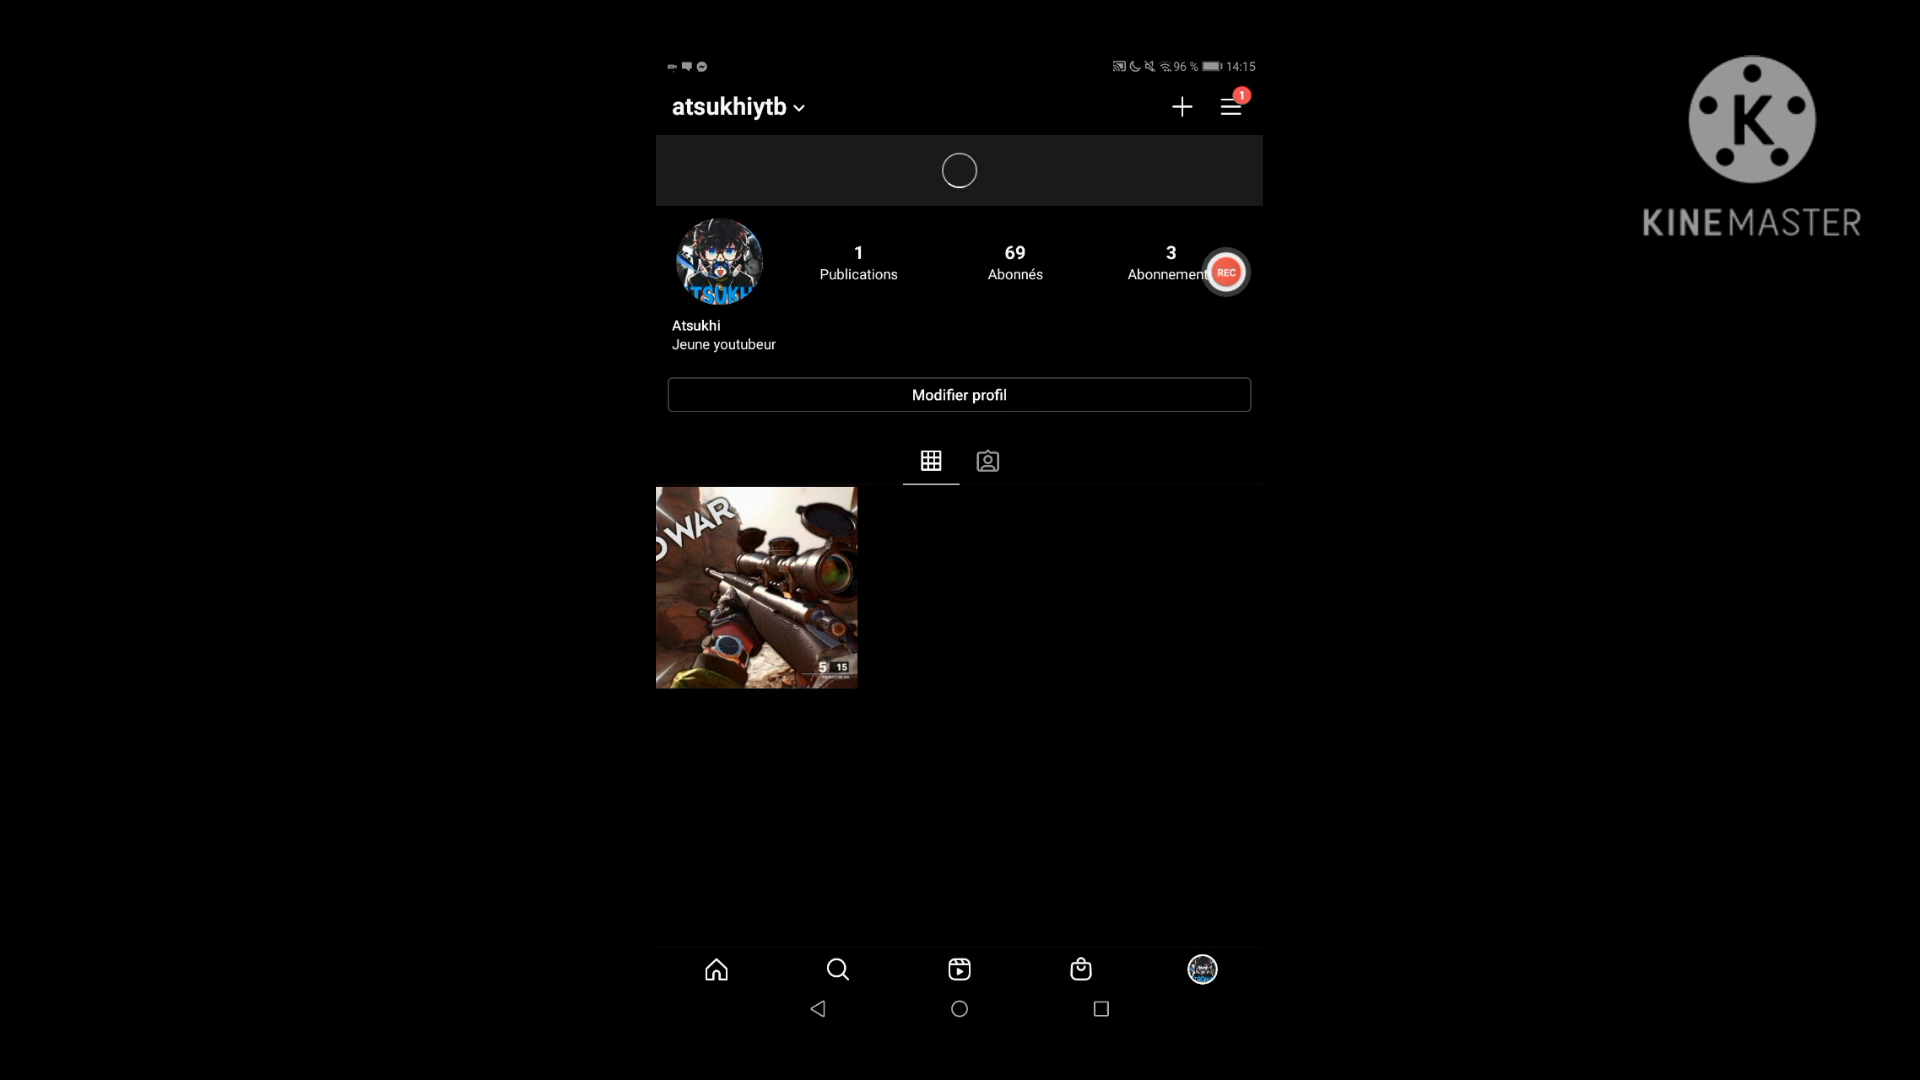 96 % 14:15
atsukhiytb
1
KINEMASTER
1 69 3
Publications Abonnés Abonnement
REC
TSUKH
Atsukhi
Jeune youtubeur
Modifier profil
WAR
5 15